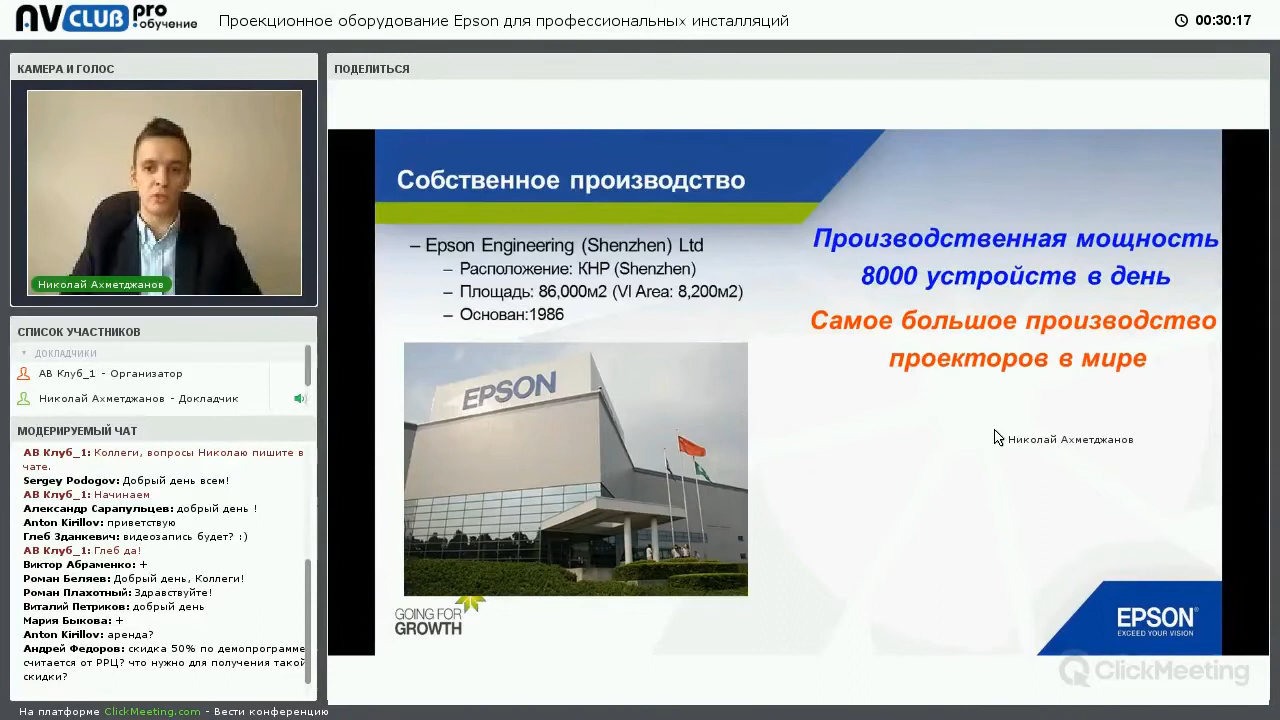 AV CLUB pro :обучение
Проекционное оборудование Epson для профессиональных инсталляций
00:30:17
КАМЕРА И ГОЛОС
Николай Ахметджанов
СПИСОК УЧАСТНИКОВ
ДОКЛАДЧИКИ
АВ Клуб_1 - Организатор
Николай Ахметджанов - Докладчик
МОДЕРИРУЕМЫЙ ЧАТ
АВ Клуб_1: Коллеги, вопросы Николаю пишите в
чате.
Sergey Podogov: Добрый день всем!
АВ Клуб_1: Начинаем
Александр Сарапульцев: добрый день !
Anton Kirillov: приветствую
Глеб Зданкевич: видеозапись будет? :)
АВ Клуб_1: Глеб да!
Виктор Абраменко: +
Роман Беляев: Добрый день, Коллеги!
Роман Плахотный: Здравствуйте!
Виталий Петриков: добрый день
Мария Быкова: +
Anton Kirillov: аренда?
Андрей Федоров: скидка 50% по демопрограмме
считается от РРЦ? что нужно для получения такой
скидки?
На платформе ClickMeeting.com - Вести конференцию
ПОДЕЛИТЬСЯ
Собственное производство
– Epson Engineering (Shenzhen) Ltd
– Расположение: КНР (Shenzhen)
– Площадь: 86,000м2 (VI Area: 8,200м2)
– Основан:1986
EPSON
GOING FOR
GROWTH
Производственная мощность
8000 устройств в день
Самое большое производство
проекторов в мире
Николай Ахметджанов
EPSON®
EXCEED YOUR VISION
ClickMeeting